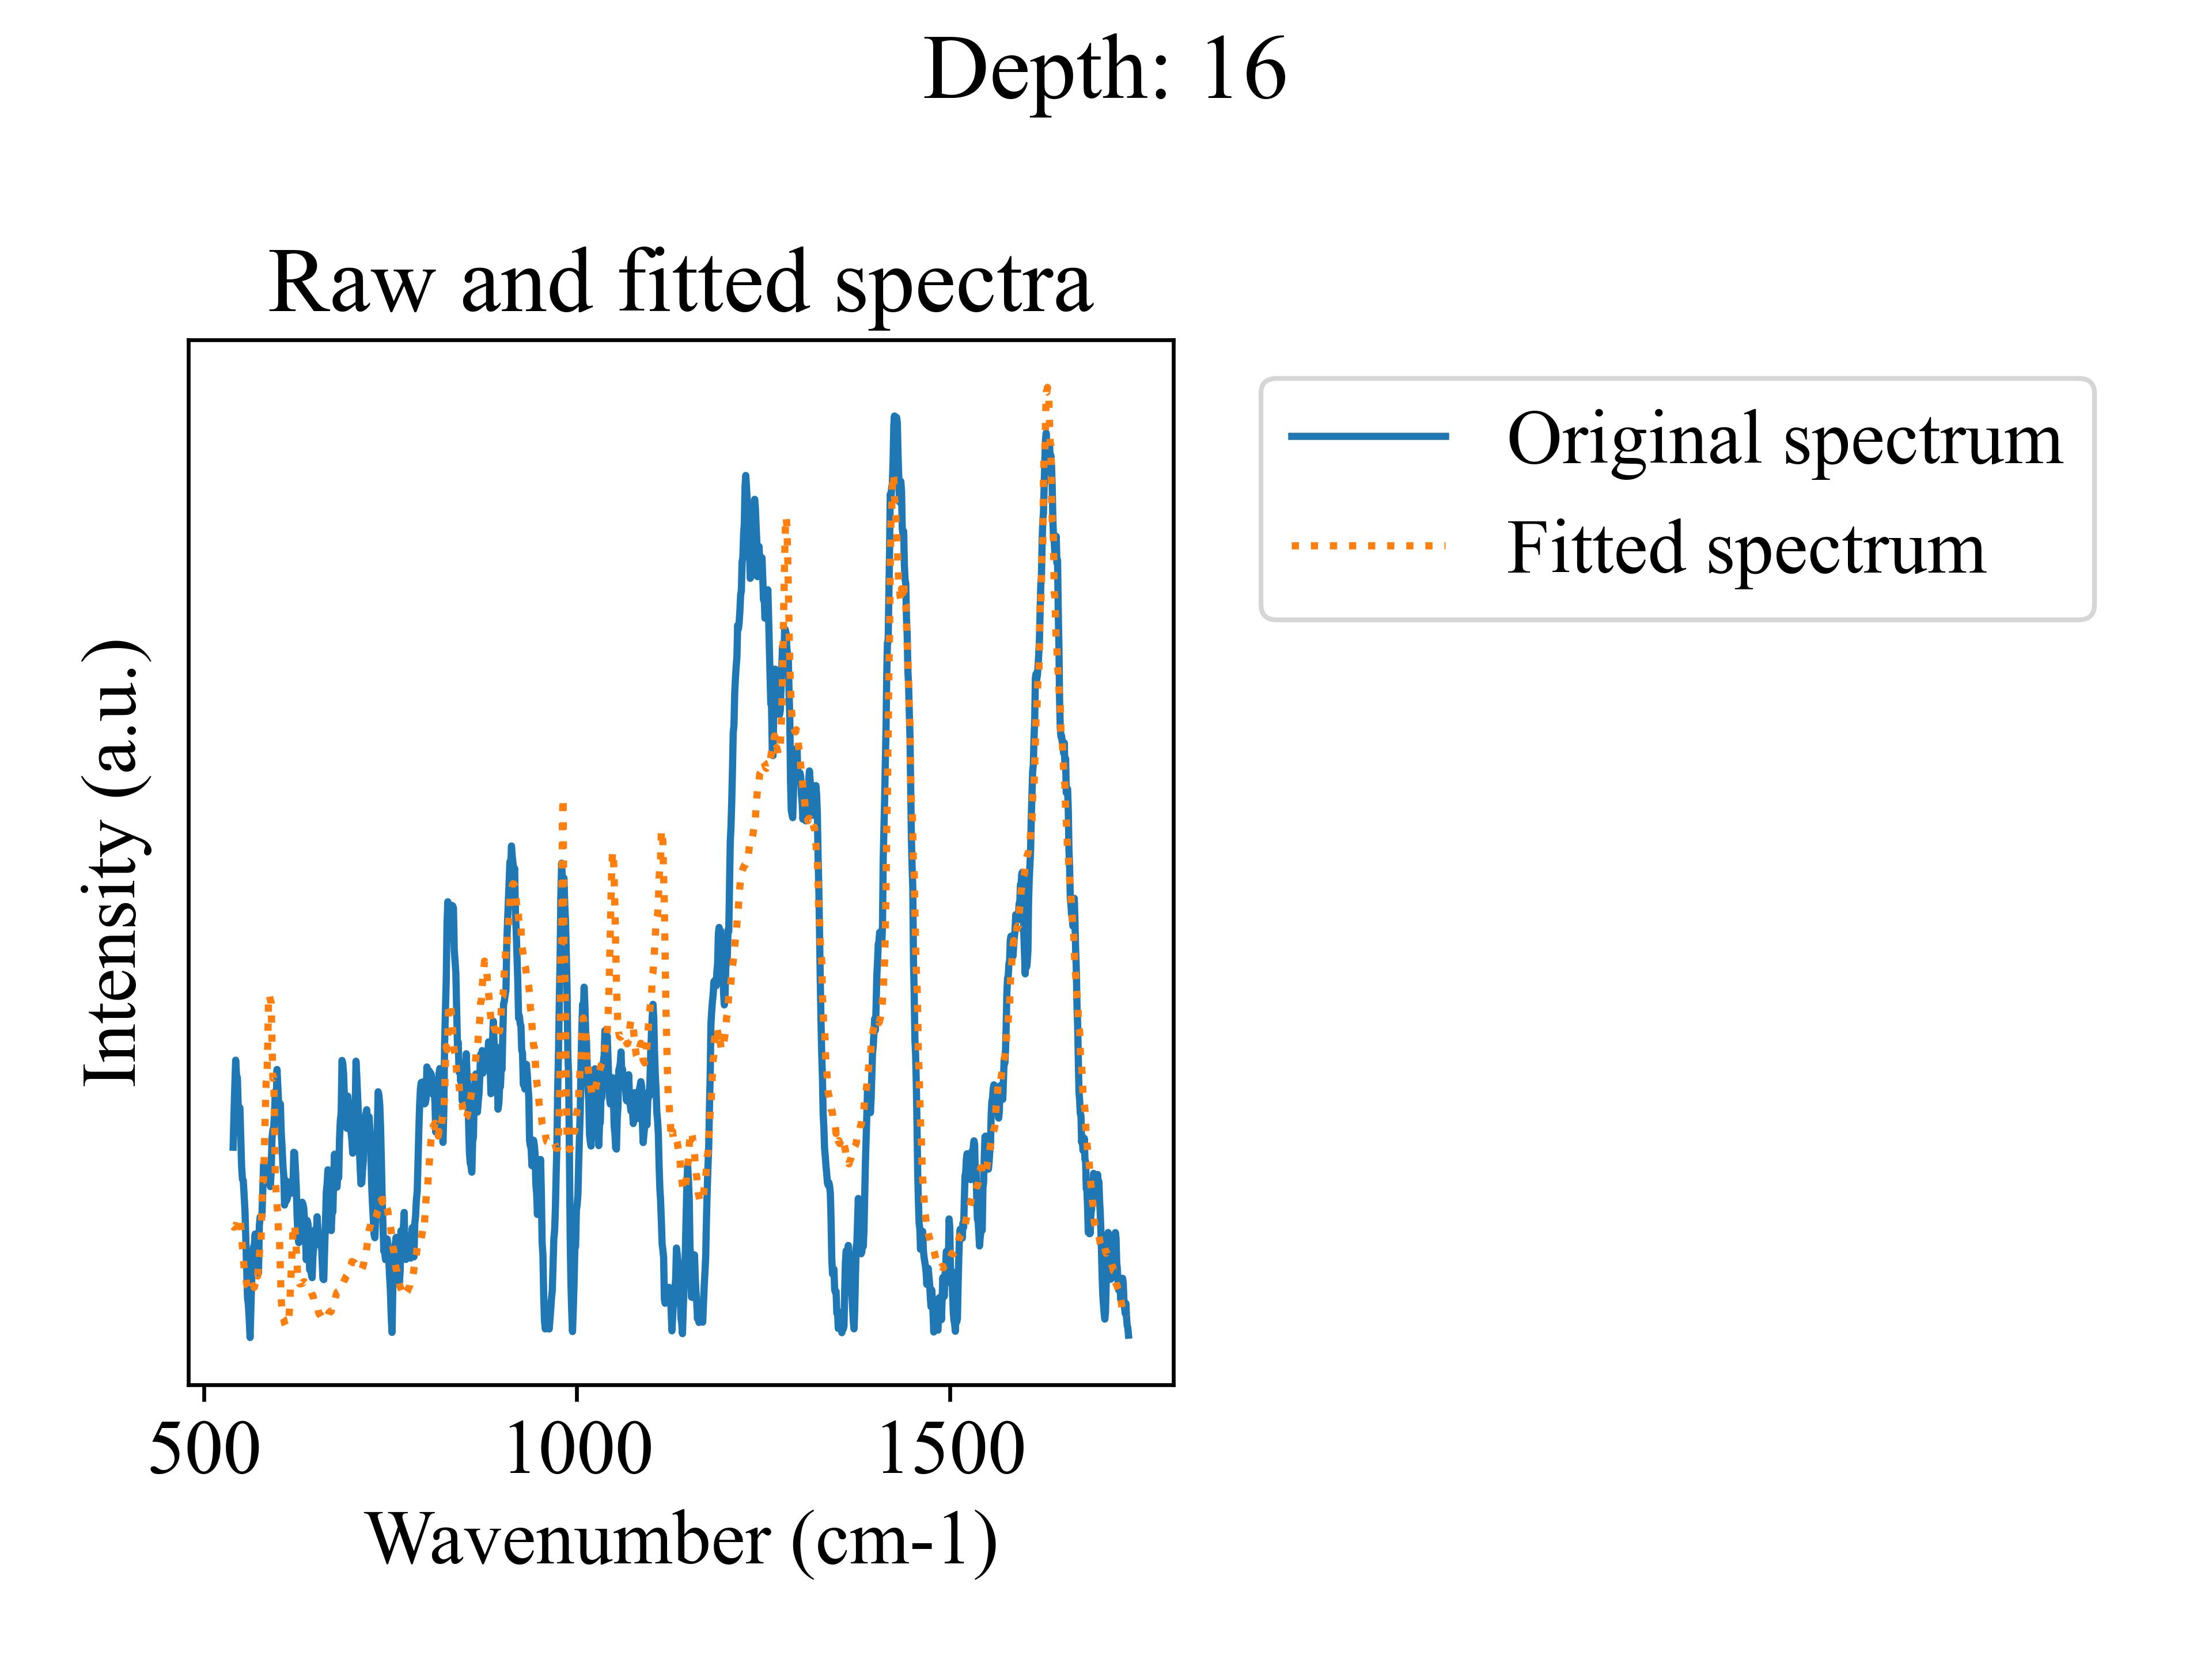 Depth: 16
Raw and fitted spectra
Original spectrum
Fitted spectrum
Intensity (a.u.)
500 1000 1500
Wavenumber (cm-1)